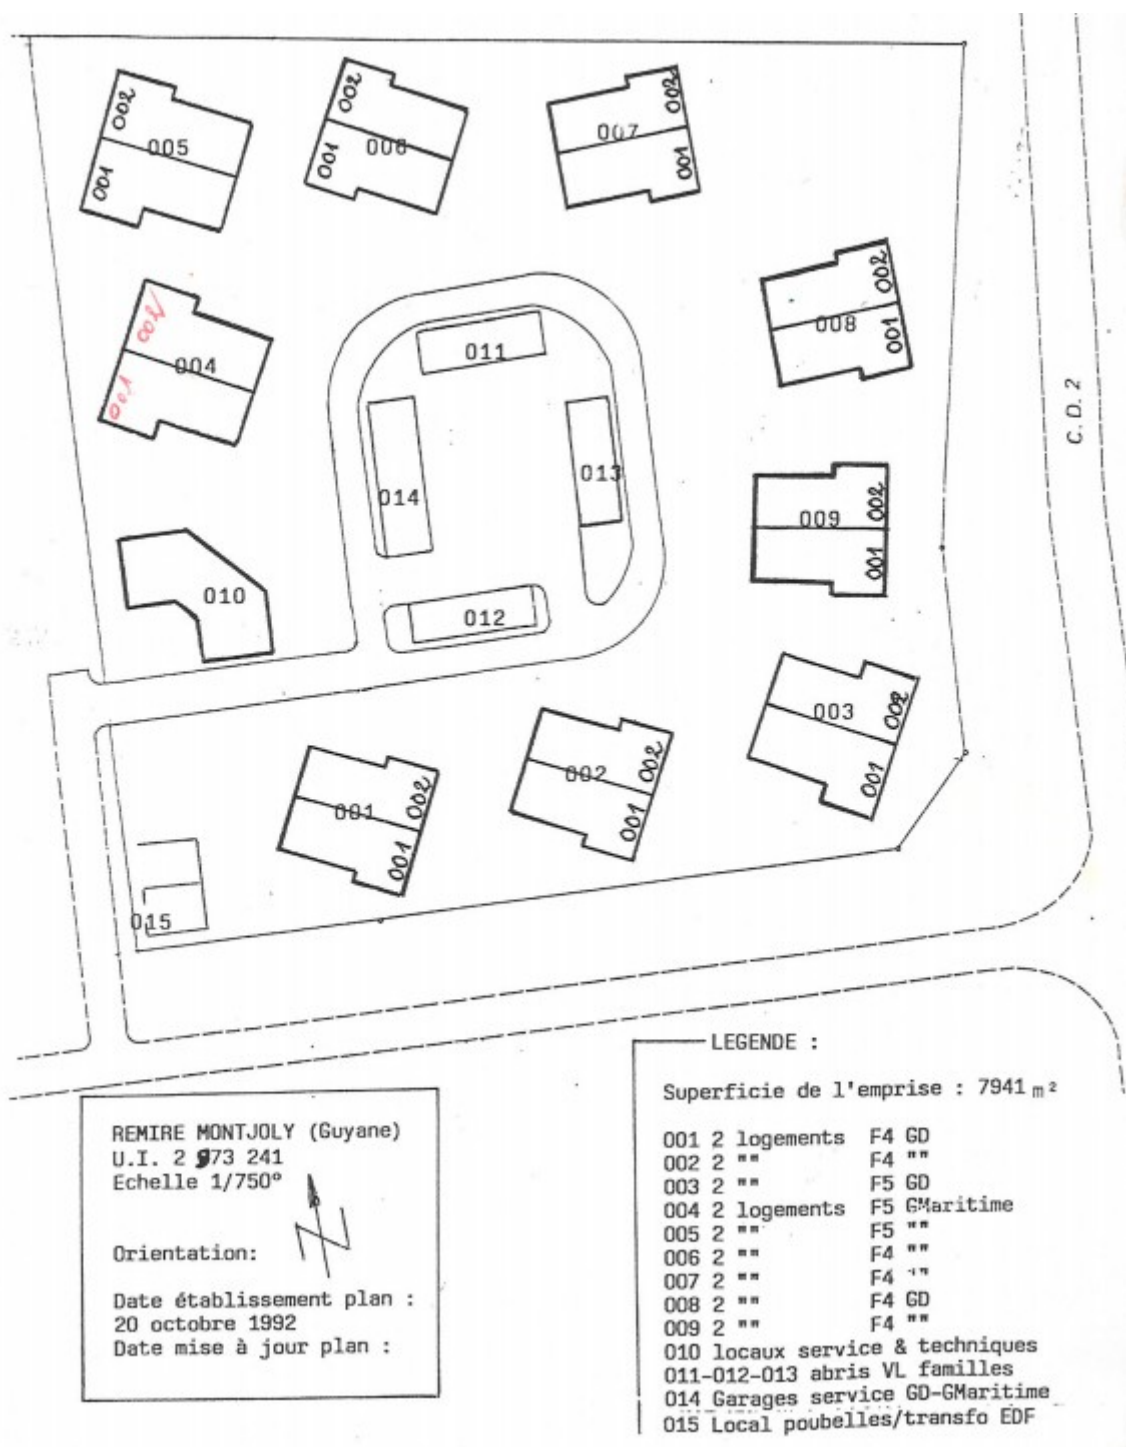 002
005
001
002
006
001
002
007
001
002
004
001
011
002
008
001
C.D. 2
014
013
002
009
001
010
012
003
002
001
001
002
001
002
002
001
015
LEGENDE :
Superficie de l'emprise : 7941 m²
001 2 logements F4 GD
002 2 "" F4 ""
003 2 "" F5 GD
004 2 logements F5 GMaritime
005 2 "" F5 ""
006 2 "" F4 ""
007 2 "" F4 ""
008 2 "" F4 GD
009 2 "" F4 ""
010 locaux service & techniques
011-012-013 abris VL familles
014 Garages service GD-GMaritime
015 Local poubelles/transfo EDF
REMIRE MONTJOLY (Guyane)
U.I. 2 973 241
Echelle 1/750°
N
Orientation:
Date établissement plan :
20 octobre 1992
Date mise à jour plan :